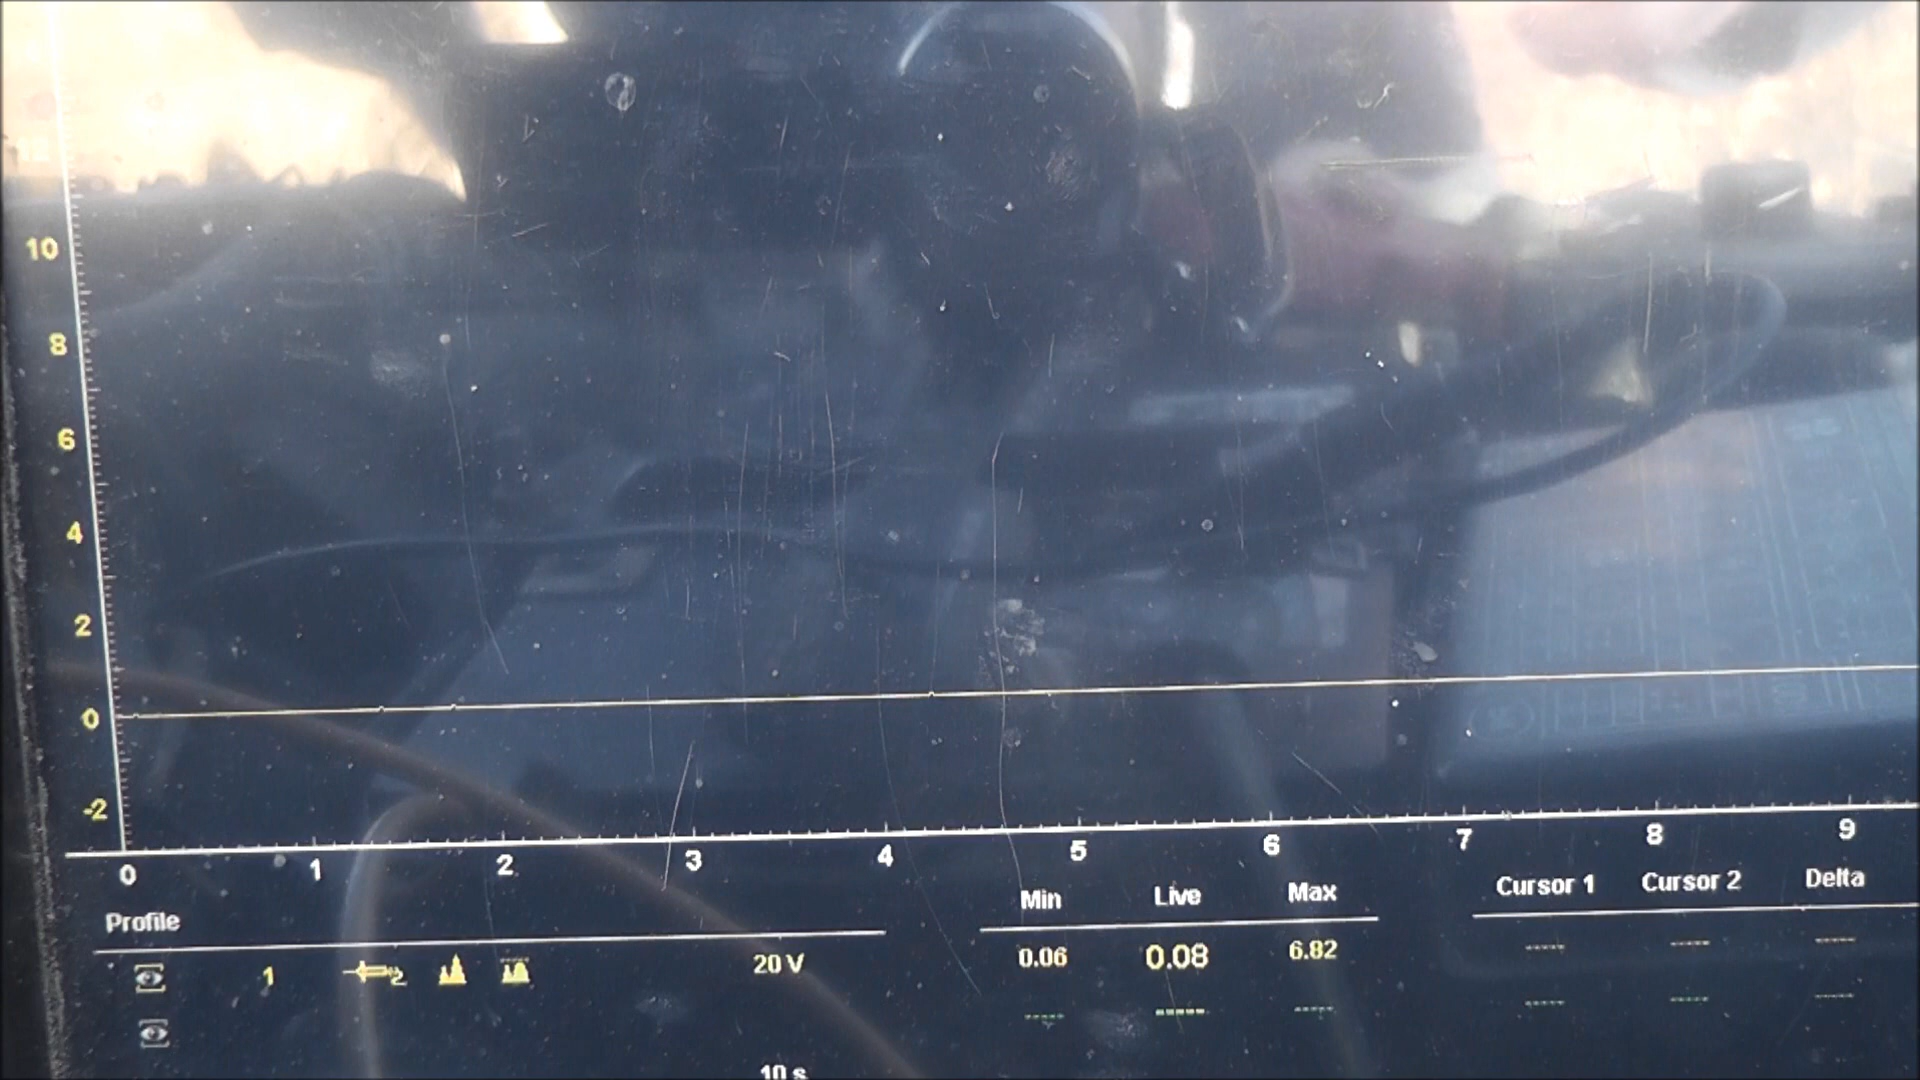 10
8
6
4
2
0
-2
0 1 2 3 4 5 6 7 8 9
Min Live Max Cursor 1 Cursor 2 Delta
Profile
1 2 20 V 0.06 0.08 6.82 ---- ---- ----
---- ---- ---- ---- ---- ----
10 s